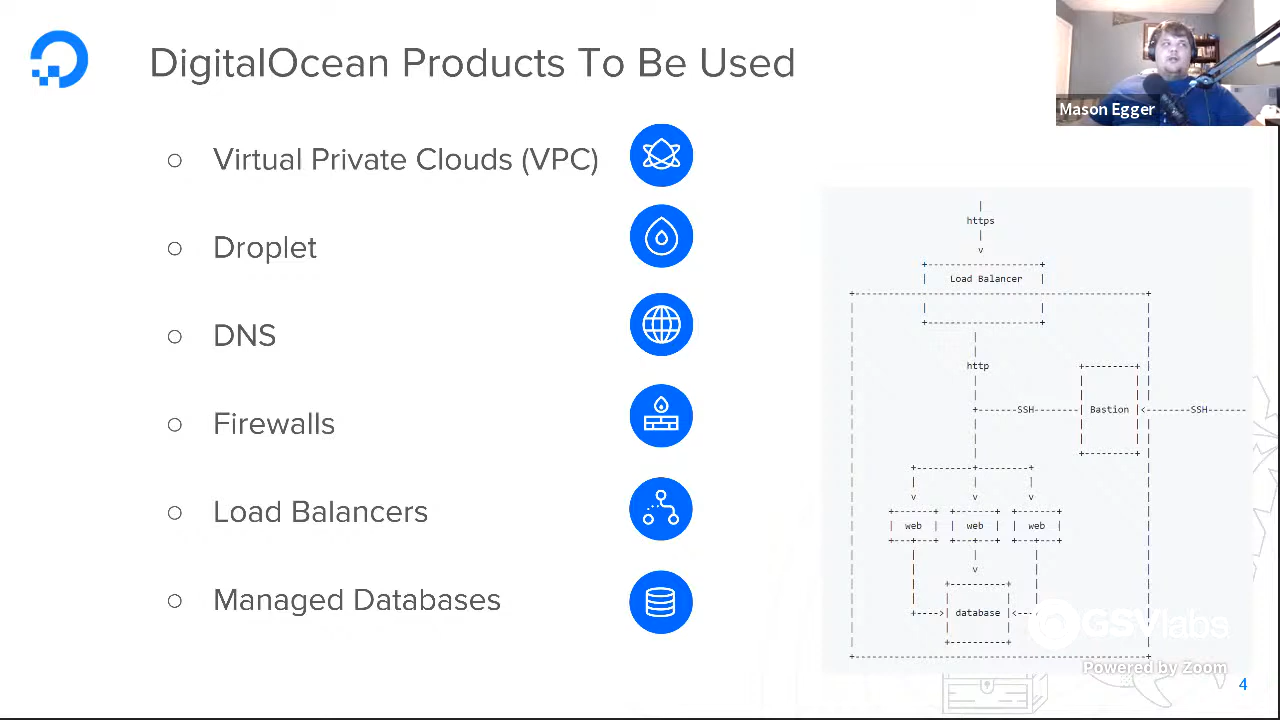 DigitalOcean Products To Be Used
Mason Egger
Virtual Private Clouds (VPC)
Droplet
DNS
Firewalls
Load Balancers
Managed Databases
https
v
Load Balancer
http
SSH
Bastion
SSH
v v v
web web web
v
database
GSVlabs
Powered by Zoom
4